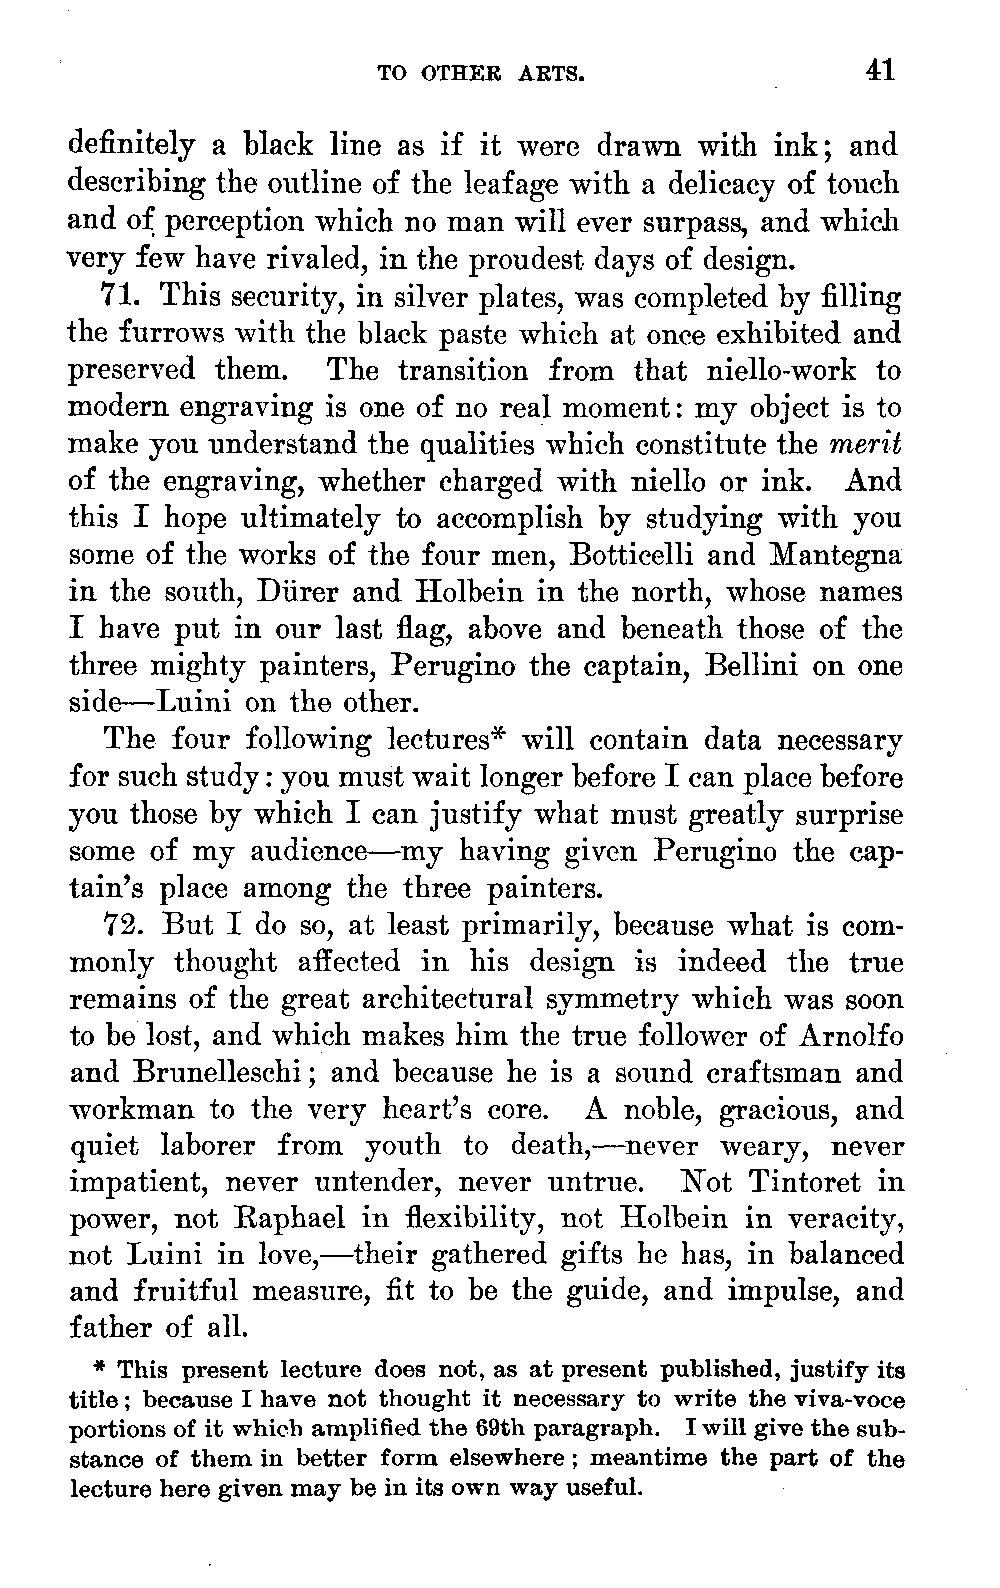 TO OTHER ARTS. 41
definitely a black line as if it were drawn with ink; and
describing the outline of the leafage with a delicacy of touch
and of perception which no man will ever surpass, and which
very few have rivaled, in the proudest days of design.
71. This security, in silver plates, was completed by filling
the furrows with the black paste which at once exhibited and
preserved them. The transition from that niello-work to
modern engraving is one of no real moment: my object is to
make you understand the qualities which constitute the merit
of the engraving, whether charged with niello or ink. And
this I hope ultimately to accomplish by studying with you
some of the works of the four men, Botticelli and Mantegna
in the south, Dürer and Holbein in the north, whose names
I have put in our last flag, above and beneath those of the
three mighty painters, Perugino the captain, Bellini on one
side—Luini on the other.
The four following lectures* will contain data necessary
for such study: you must wait longer before I can place before
you those by which I can justify what must greatly surprise
some of my audience—my having given Perugino the cap-
tain's place among the three painters.
72. But I do so, at least primarily, because what is com-
monly thought affected in his design is indeed the true
remains of the great architectural symmetry which was soon
to be lost, and which makes him the true follower of Arnolfo
and Brunelleschi; and because he is a sound craftsman and
workman to the very heart's core. A noble, gracious, and
quiet laborer from youth to death,—never weary, never
impatient, never untender, never untrue. Not Tintoret in
power, not Raphael in flexibility, not Holbein in veracity,
not Luini in love,—their gathered gifts he has, in balanced
and fruitful measure, fit to be the guide, and impulse, and
father of all.
* This present lecture does not, as at present published, justify its
title; because I have not thought it necessary to write the viva-voce
portions of it which amplified the 69th paragraph. I will give the sub-
stance of them in better form elsewhere; meantime the part of the
lecture here given may be in its own way useful.